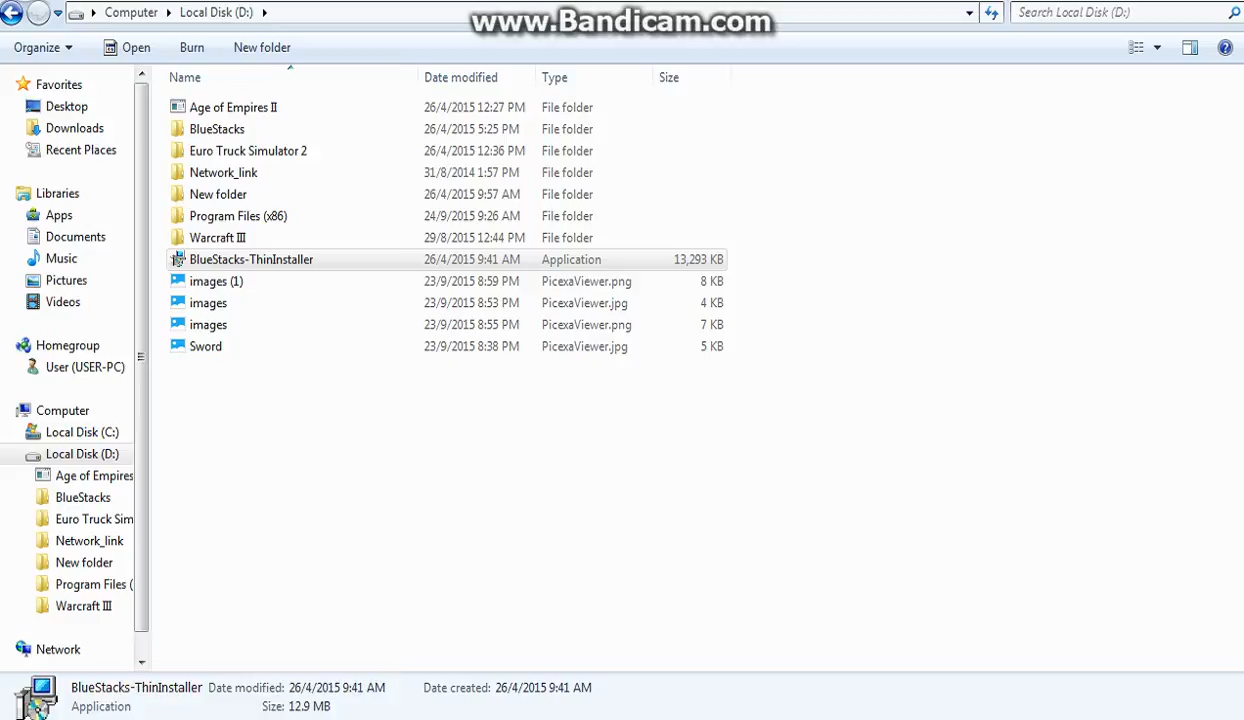 Computer Local Disk (D:) www.Bandicam.com Search Local Disk (D:)
Organize Open Burn New folder
Name Date modified Type Size
Age of Empires II 26/4/2015 12:27 PM File folder
BlueStacks 26/4/2015 5:25 PM File folder
Euro Truck Simulator 2 26/4/2015 12:36 PM File folder
Network_link 31/8/2014 1:57 PM File folder
New folder 26/4/2015 9:57 AM File folder
Program Files (x86) 24/9/2015 9:26 AM File folder
Warcraft III 29/8/2015 12:44 PM File folder
BlueStacks-ThinInstaller 26/4/2015 9:41 AM Application 13,293 KB
images (1) 23/9/2015 8:59 PM PicexaViewer.png 8 KB
images 23/9/2015 8:53 PM PicexaViewer.jpg 4 KB
images 23/9/2015 8:55 PM PicexaViewer.png 7 KB
Sword 23/9/2015 8:38 PM PicexaViewer.jpg 5 KB
Favorites
Desktop
Downloads
Recent Places
Libraries
Apps
Documents
Music
Pictures
Videos
Homegroup
User (USER-PC)
Computer
Local Disk (C:)
Local Disk (D:)
Age of Empires
BlueStacks
Euro Truck Sim
Network_link
New folder
Program Files (
Warcraft III
Network
BlueStacks-ThinInstaller Date modified: 26/4/2015 9:41 AM Date created: 26/4/2015 9:41 AM
Application Size: 12.9 MB